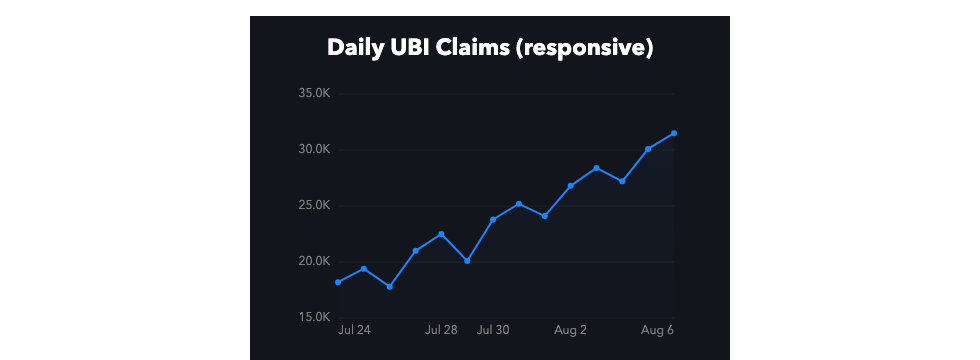 Daily UBI Claims (responsive)
35.0K
30.0K
25.0K
20.0K
15.0K
Jul 24 Jul 28 Jul 30 Aug 2 Aug 6